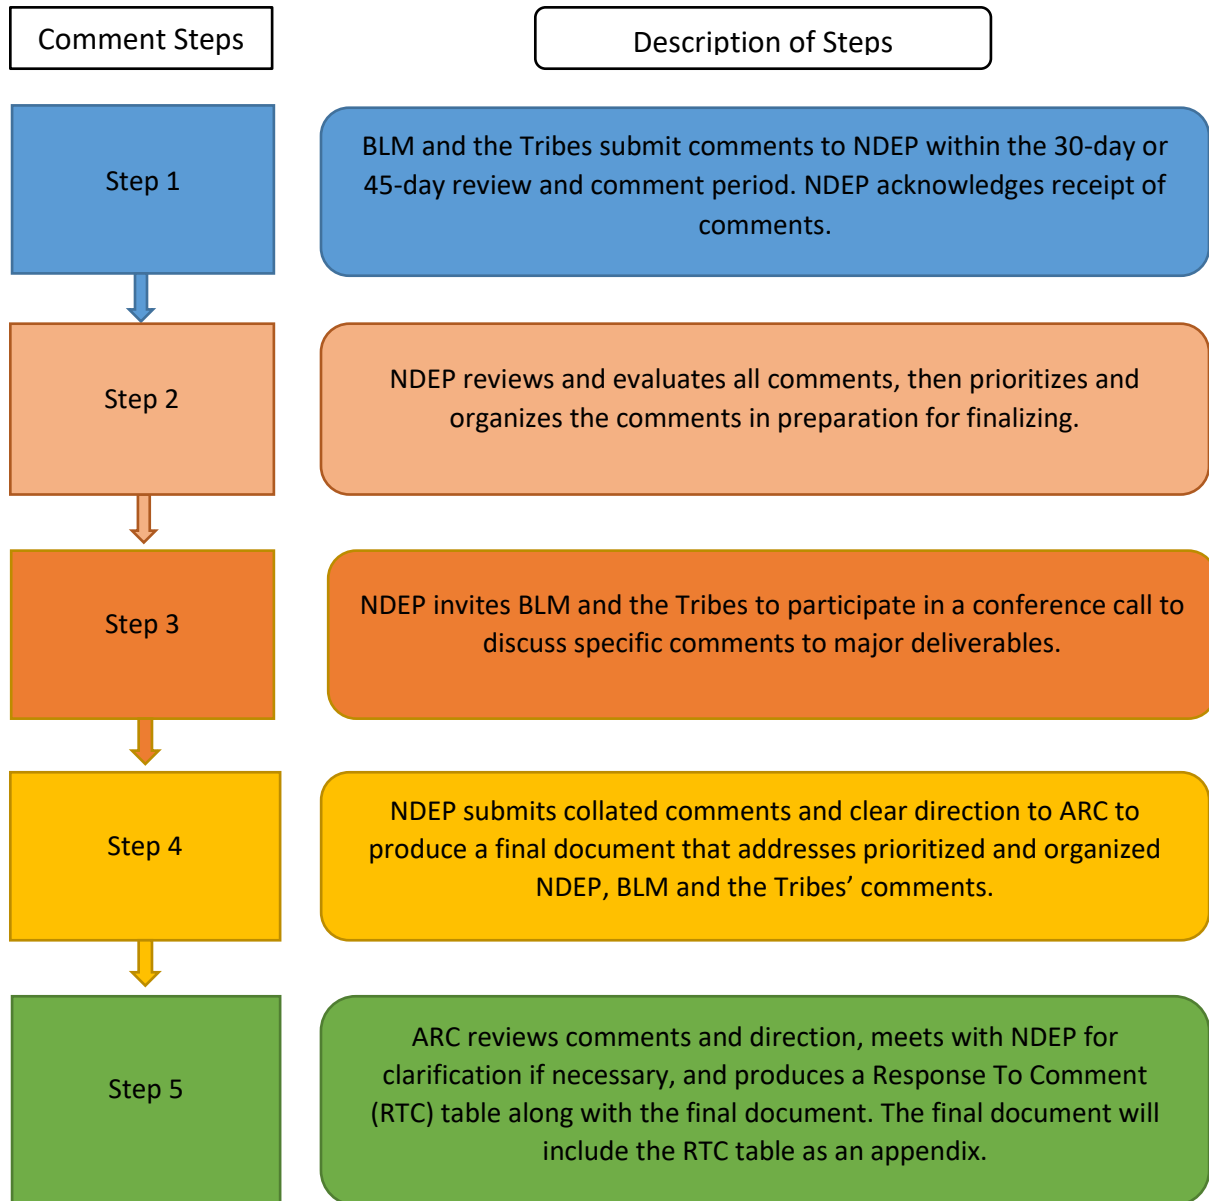 Comment Steps
Description of Steps
Step 1
BLM and the Tribes submit comments to NDEP within the 30-day or
45-day review and comment period. NDEP acknowledges receipt of
comments.
Step 2
NDEP reviews and evaluates all comments, then prioritizes and
organizes the comments in preparation for finalizing.
Step 3
NDEP invites BLM and the Tribes to participate in a conference call to
discuss specific comments to major deliverables.
Step 4
NDEP submits collated comments and clear direction to ARC to
produce a final document that addresses prioritized and organized
NDEP, BLM and the Tribes’ comments.
Step 5
ARC reviews comments and direction, meets with NDEP for
clarification if necessary, and produces a Response To Comment
(RTC) table along with the final document. The final document will
include the RTC table as an appendix.